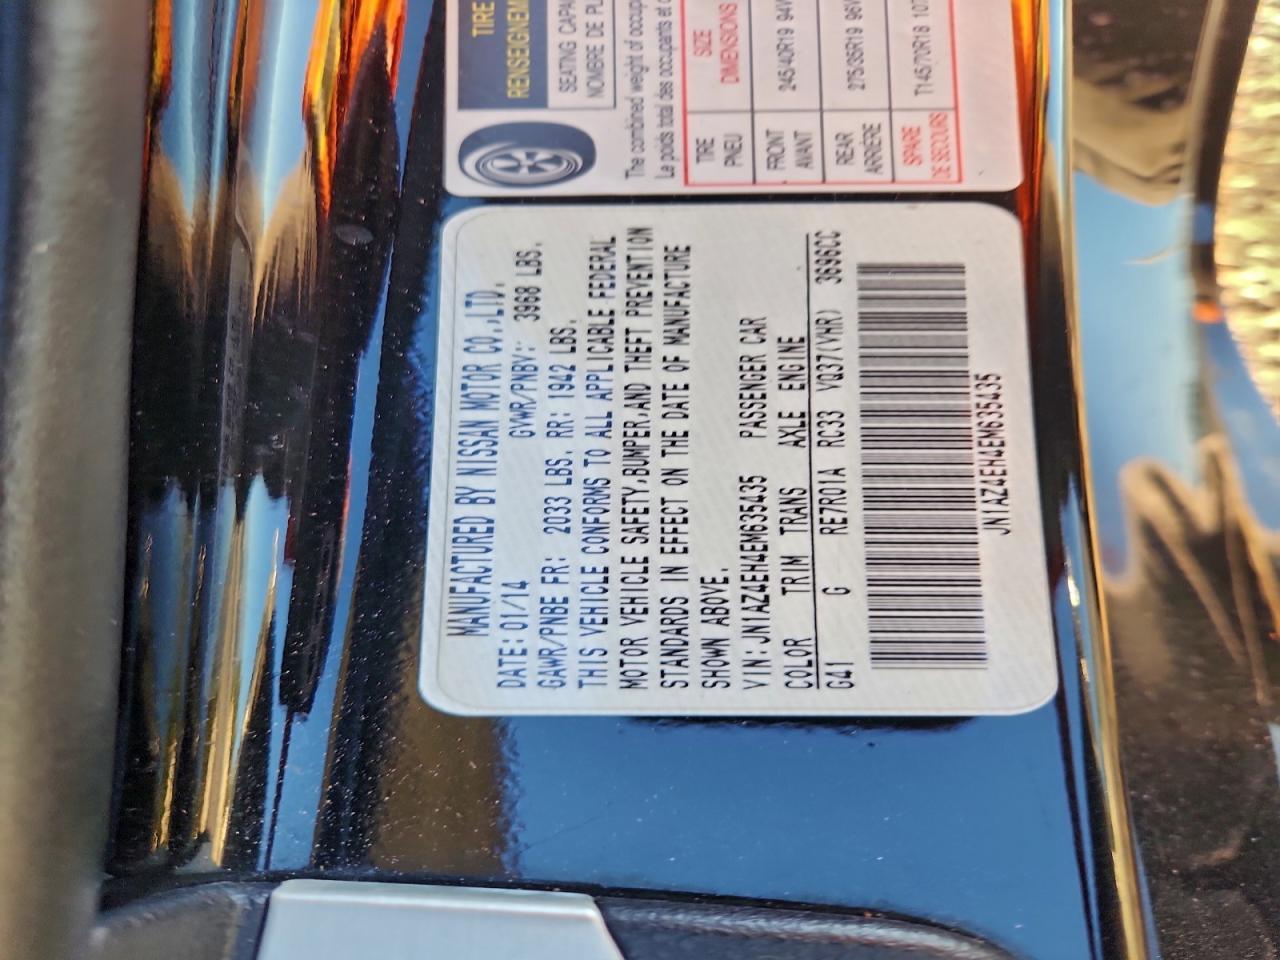 TIRE
RENSEIGNEM
SEATING CAPA
NOMBRE DE PL
The combined weight of occup
Le poids total des occupants et
TIRE SIZE
PNEU DIMENSIONS
FRONT 245/40R19 94W
AVANT
REAR 275/35R19 96W
ARRIÈRE
SPARE T145/70R18 107
DE SECOURS
MANUFACTURED BY NISSAN MOTOR CO.,LTD.
DATE: 01/14 GVWR/PNBV: 3968 LBS.
GAWR/PNBE FR: 2033 LBS. RR: 1942 LBS.
THIS VEHICLE CONFORMS TO ALL APPLICABLE FEDERAL
MOTOR VEHICLE SAFETY,BUMPER,AND THEFT PREVENTION
STANDARDS IN EFFECT ON THE DATE OF MANUFACTURE
SHOWN ABOVE.
VIN: JN1AZ4EH4EM635435 PASSENGER CAR
COLOR TRIM TRANS AXLE ENGINE
G41 G RE7R01A RC33 VQ37(VHR) 3696CC
JN1AZ4EH4EM635435